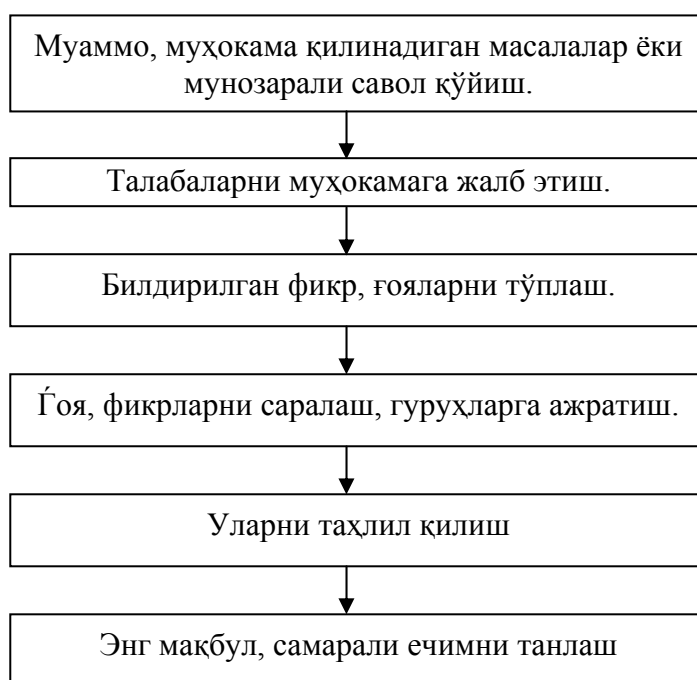 Муаммо, муҳокама қилинадиган масалалар ёки
мунозарали савол қўйиш.
Талабаларни муҳокамага жалб этиш.
Билдирилган фикр, ғояларни тўплаш.
Ѓоя, фикрларни саралаш, гуруҳларга ажратиш.
Уларни таҳлил қилиш
Энг мақбул, самарали ечимни танлаш